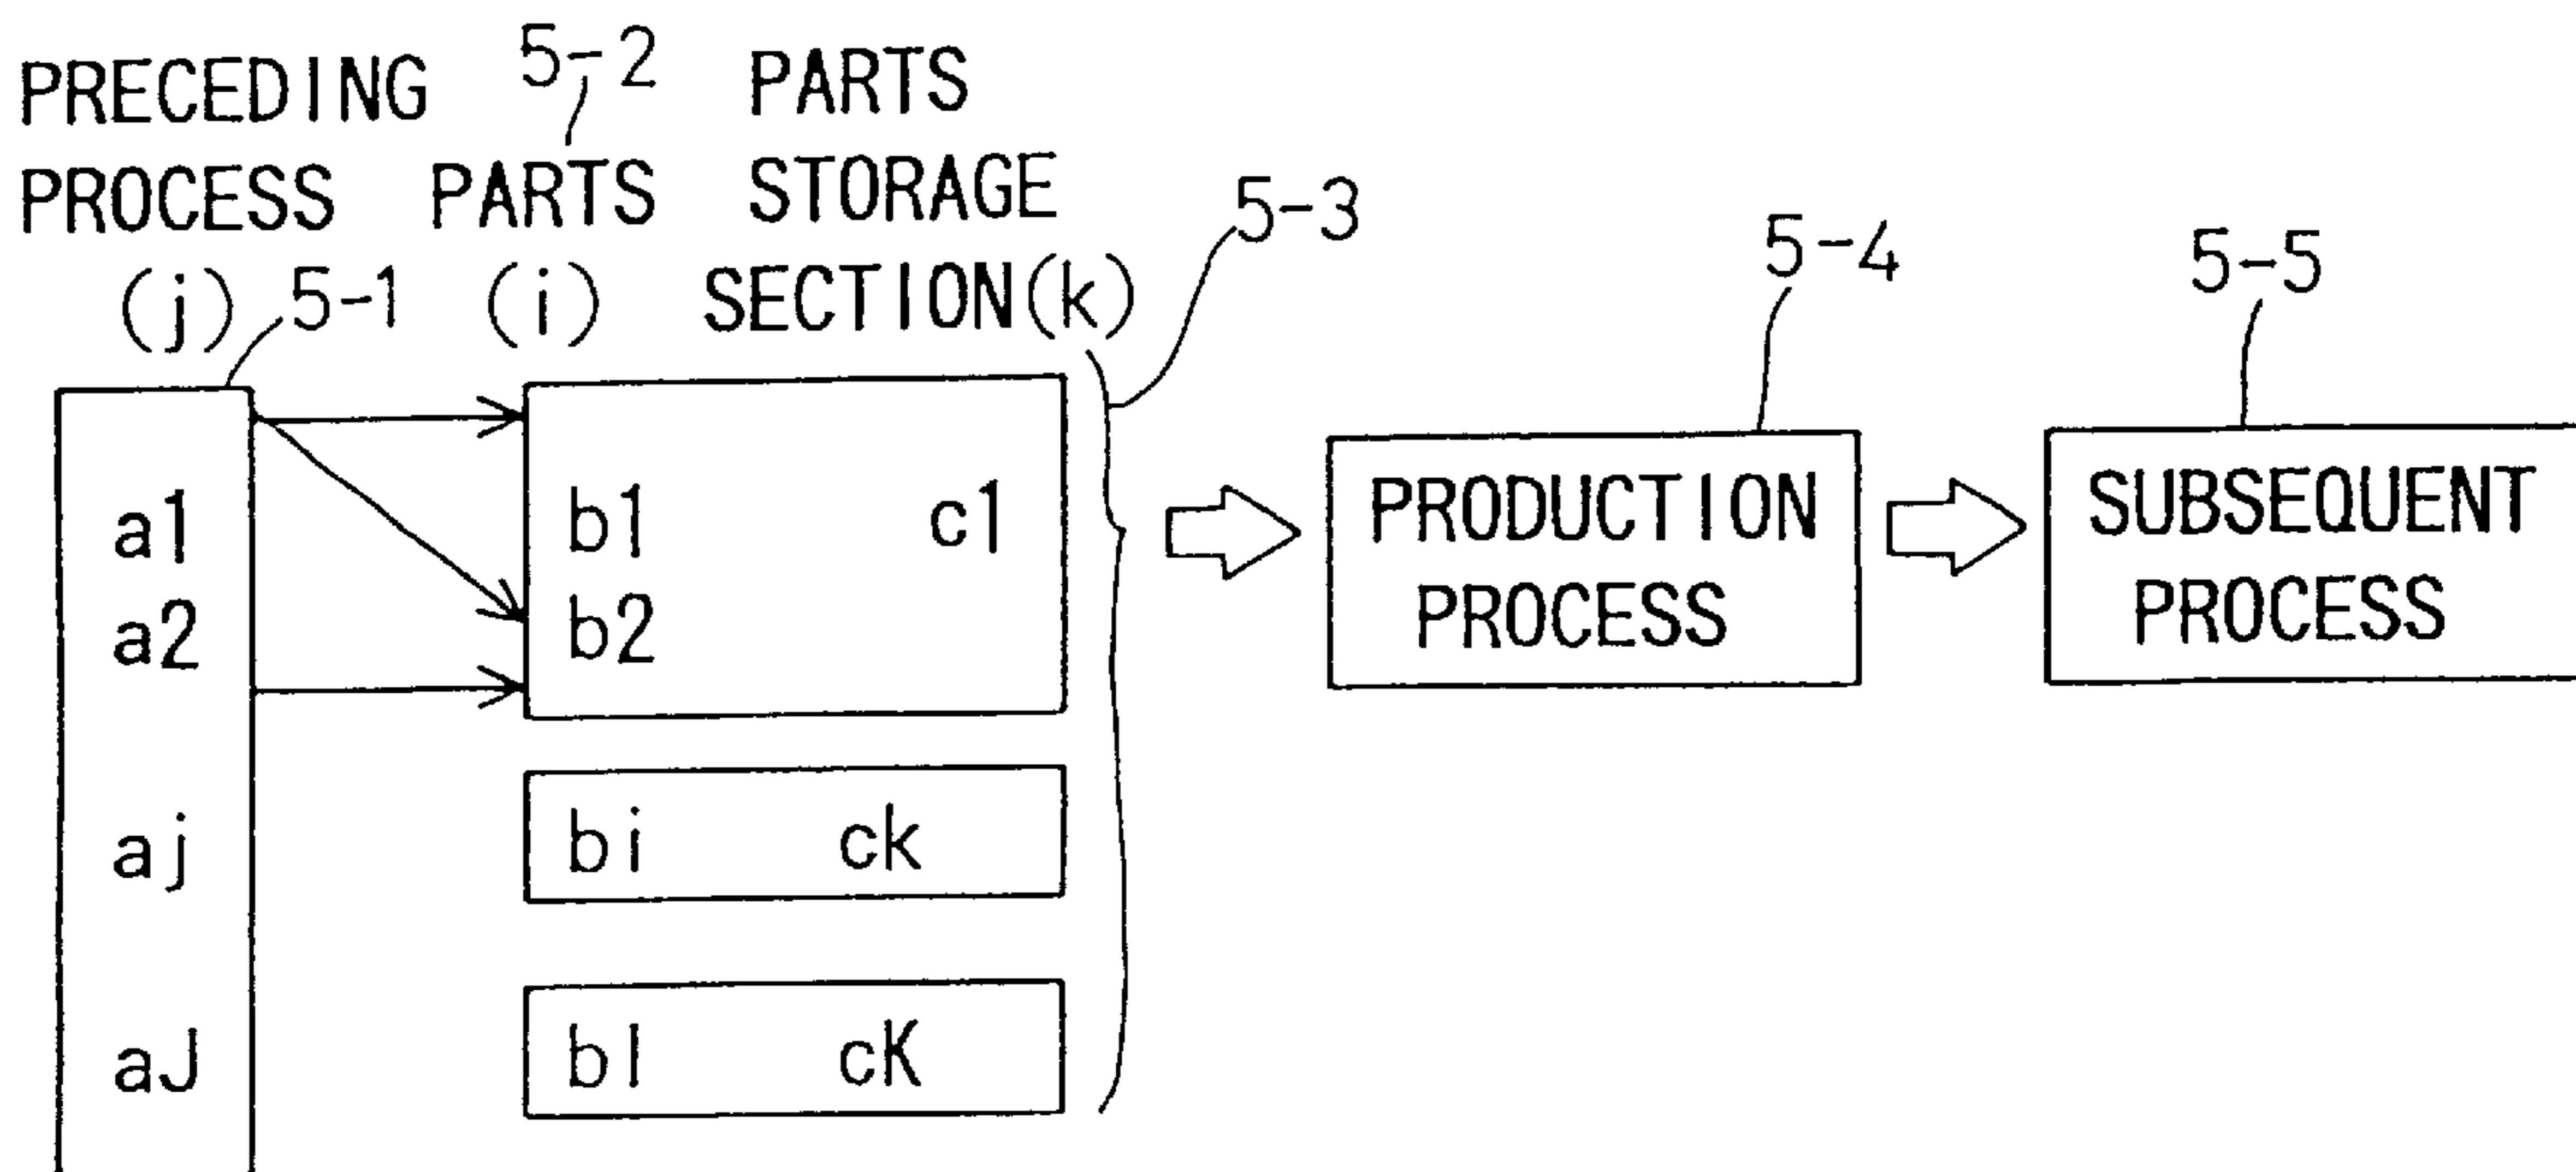 PRECEDING 5-2 PARTS
PROCESS PARTS STORAGE 5-3
(j) 5-1 (i) SECTION(k) 5-4 5-5
a1 b1 c1 PRODUCTION SUBSEQUENT
a2 b2 PROCESS PROCESS
aj bi ck
aJ bI cK